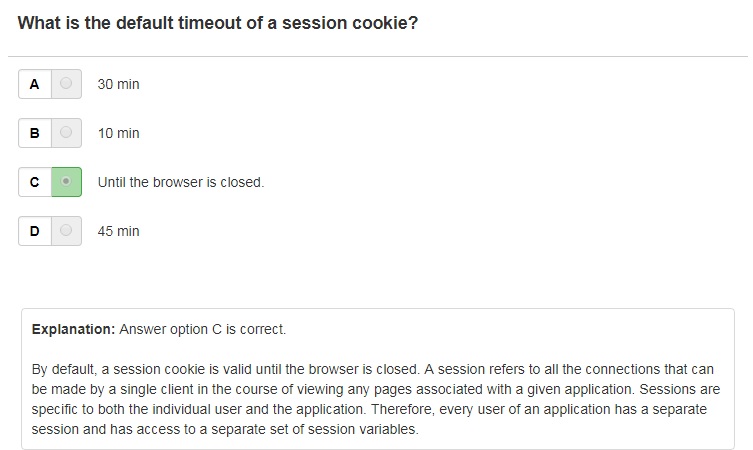 What is the default timeout of a session cookie?
A 30 min
B 10 min
C Until the browser is closed.
D 45 min
Explanation: Answer option C is correct.
By default, a session cookie is valid until the browser is closed. A session refers to all the connections that can
be made by a single client in the course of viewing any pages associated with a given application. Sessions are
specific to both the individual user and the application. Therefore, every user of an application has a separate
session and has access to a separate set of session variables.